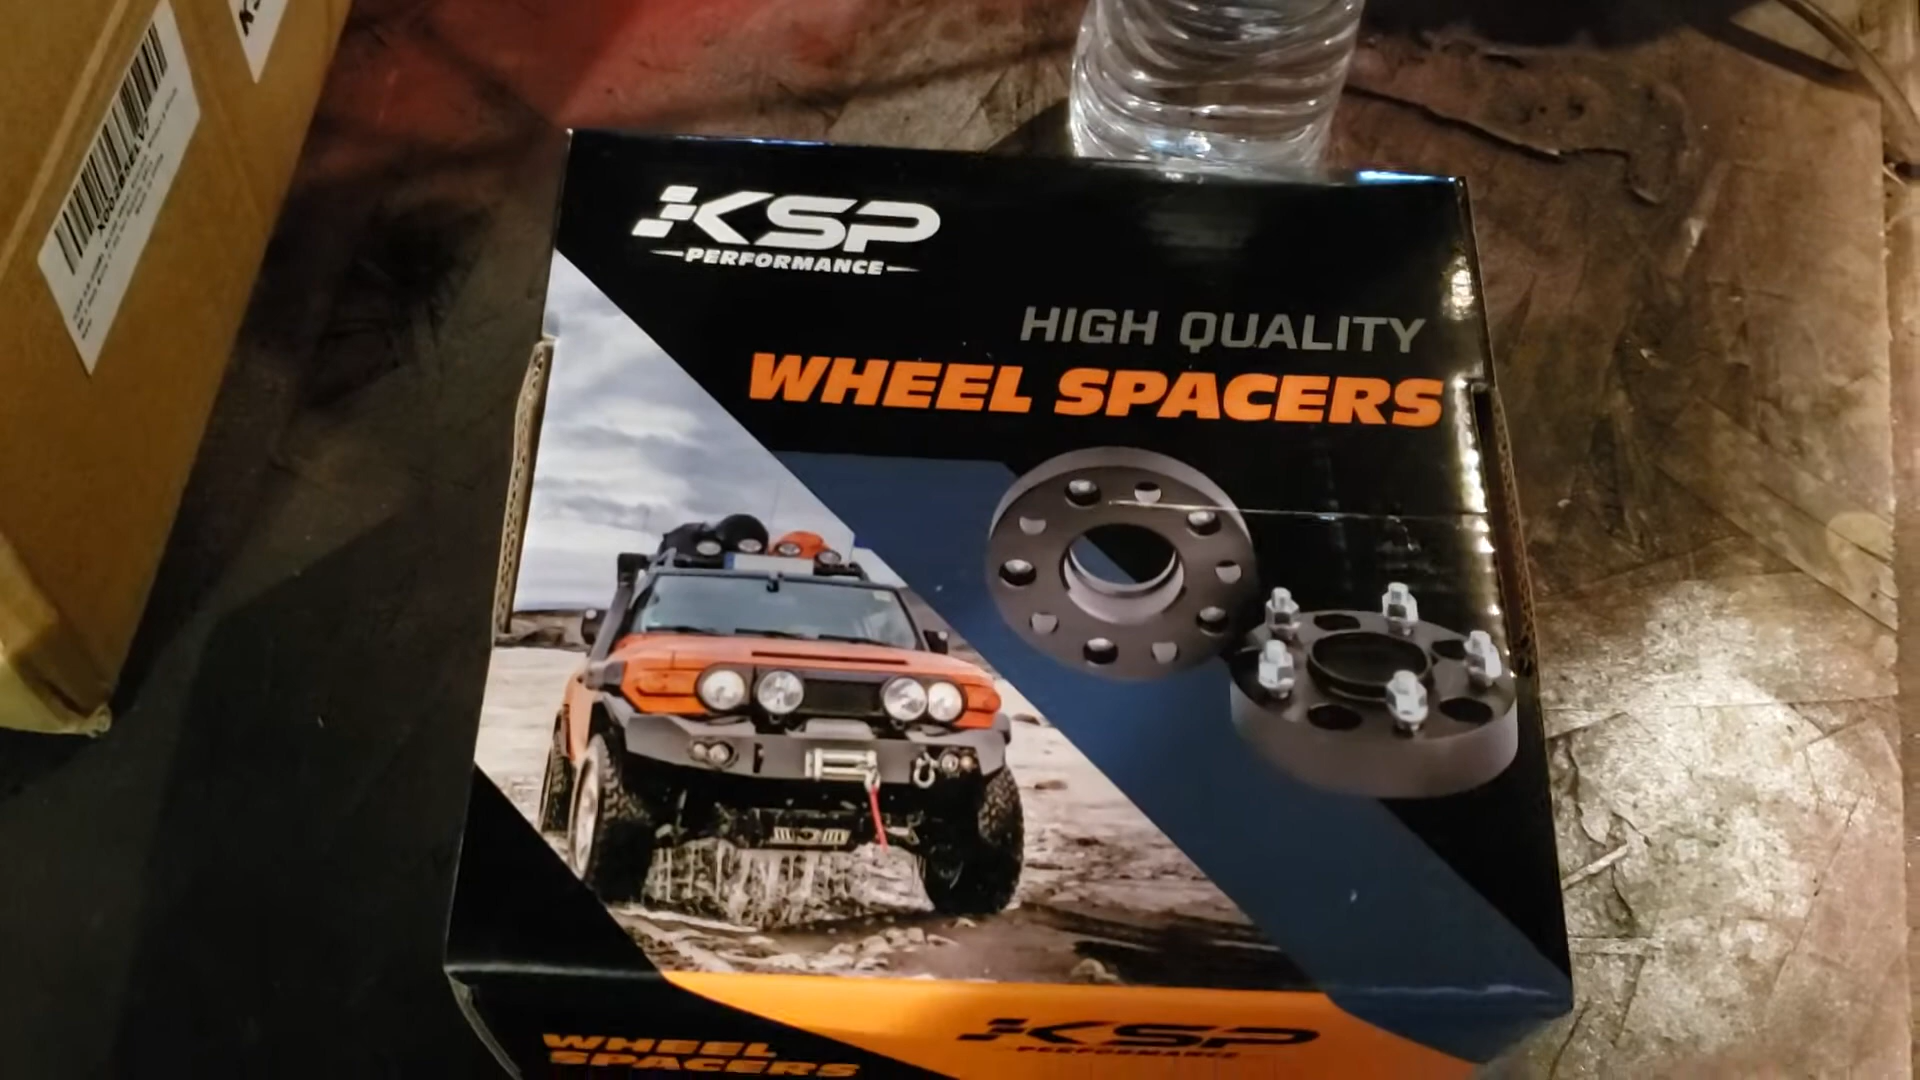 KSP
PERFORMANCE
HIGH QUALITY
WHEEL SPACERS
WHEEL
SPACERS
KSP
PERFORMANCE